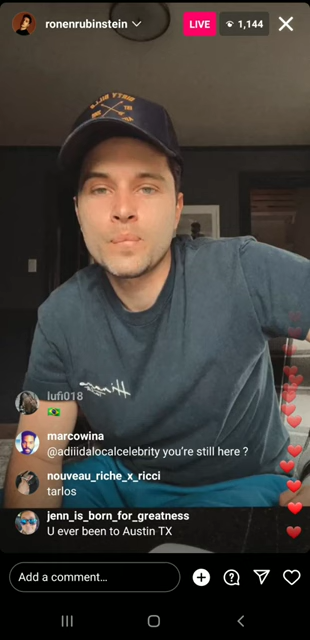 ronenrubinstein
LIVE
1,144
lufi018
🇧🇷
marcowina
@adiiidalocalcelebrity you're still here ?
nouveau_riche_x_ricci
tarlos
jenn_is_born_for_greatness
U ever been to Austin TX
Add a comment...